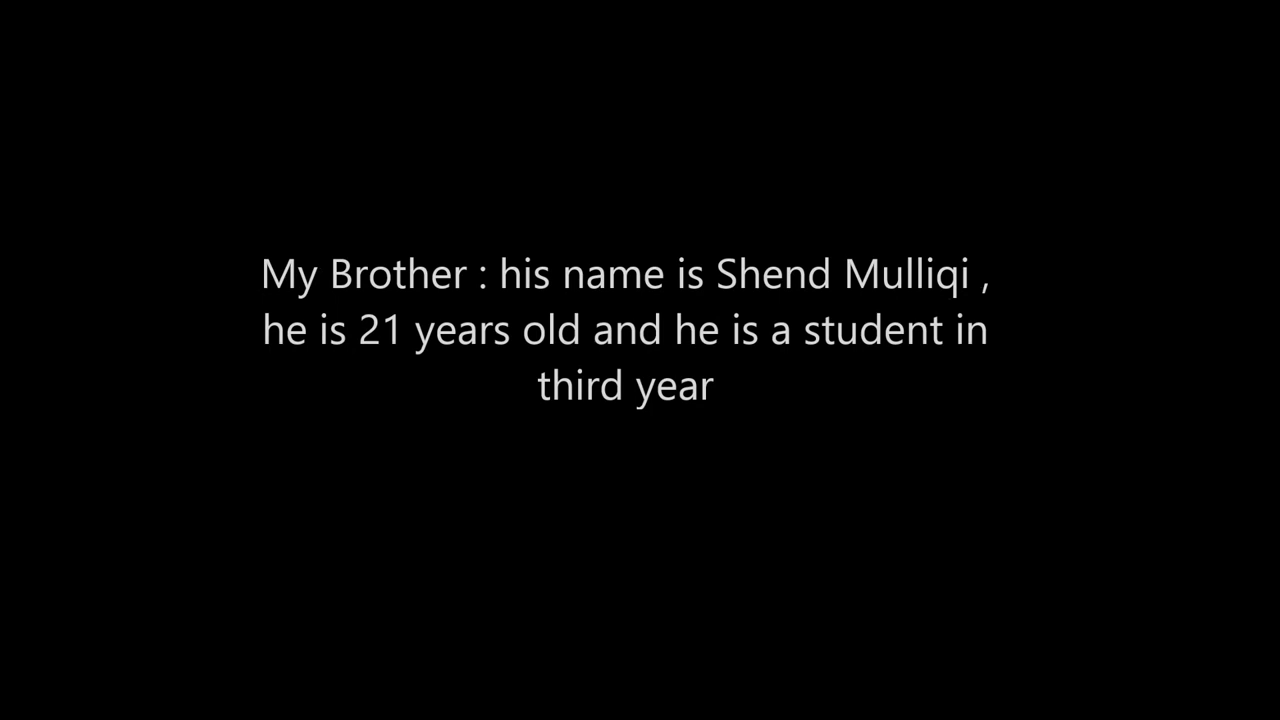 My Brother : his name is Shend Mulliqi ,
he is 21 years old and he is a student in
third year